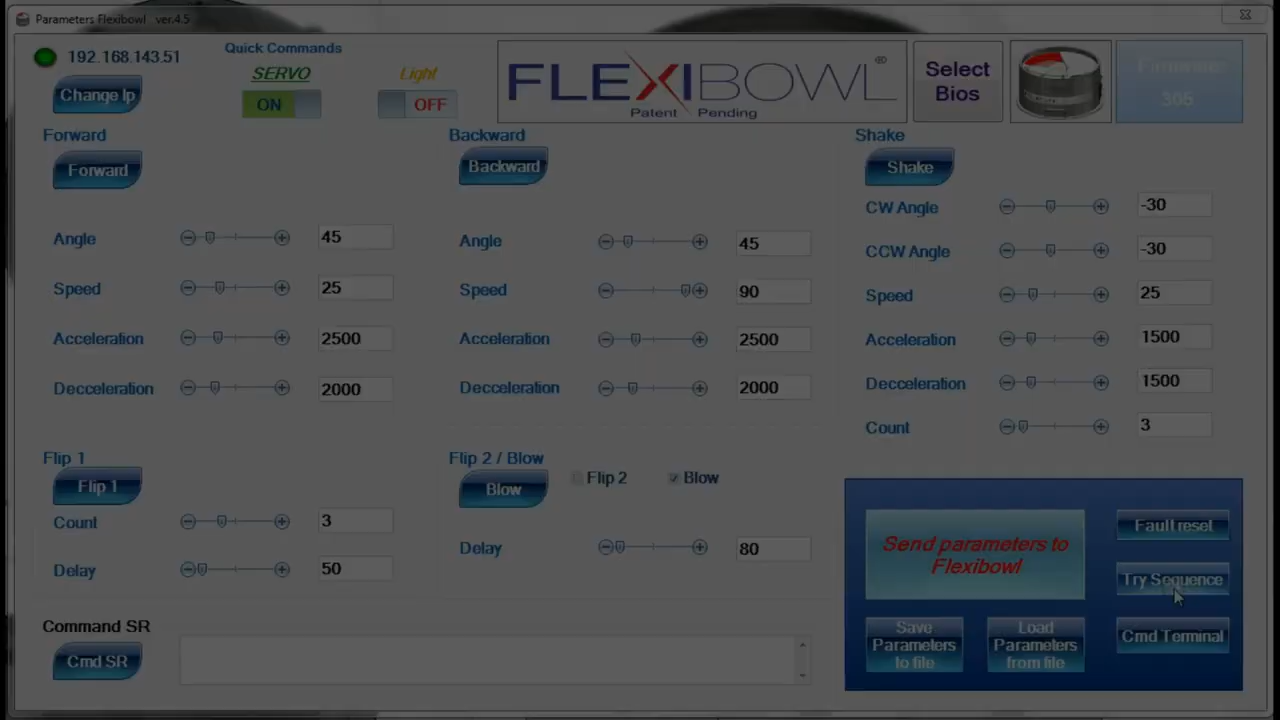 Parameters Flexibowl ver.4.5
192.168.143.51
Change Ip
Quick Commands
SERVO
ON
Light
OFF
FLEXIBOWL®
Patent Pending
Select
Bios
Firmware
305
Forward
Forward
Angle
45
Speed
25
Acceleration
2500
Decceleration
2000
Backward
Backward
Angle
45
Speed
90
Acceleration
2500
Decceleration
2000
Shake
Shake
CW Angle
-30
CCW Angle
-30
Speed
25
Acceleration
1500
Decceleration
1500
Count
3
Flip 1
Flip 1
Count
3
Delay
50
Flip 2 / Blow
Blow
Flip 2
Blow
Delay
80
Command SR
Cmd SR
Send parameters to
Flexibowl
Fault reset
Try Sequence
Cmd Terminal
Save
Parameters
to file
Load
Parameters
from file